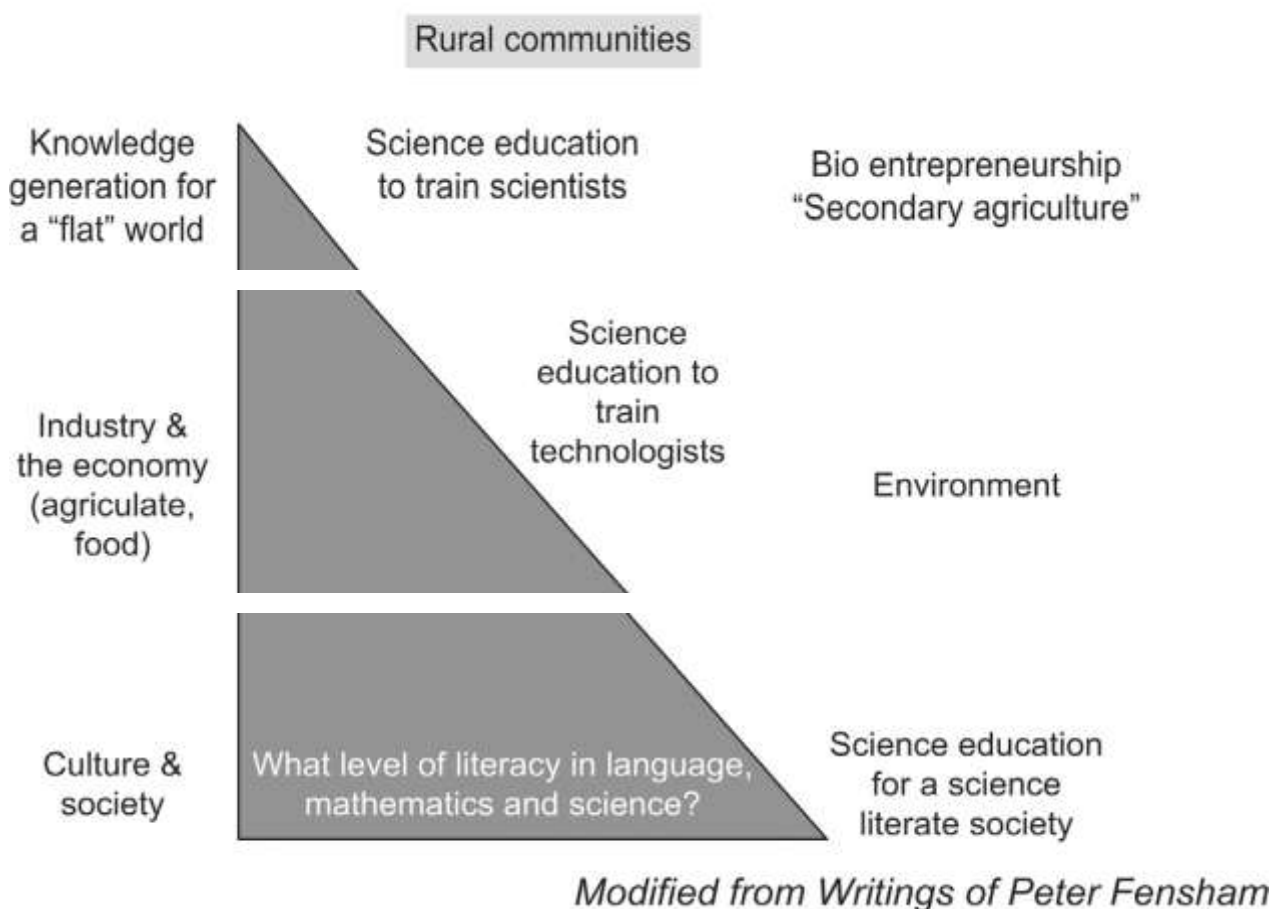 Rural communities
Knowledge
generation for
a “flat” world
Science education
to train scientists
Bio entrepreneurship
“Secondary agriculture”
Industry &
the economy
(agriculate,
food)
Science
education to
train
technologists
Environment
Culture &
society
What level of literacy in language,
mathematics and science?
Science education
for a science
literate society
Modified from Writings of Peter Fensham